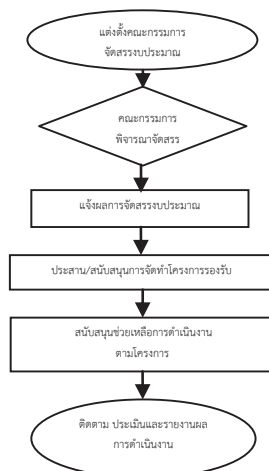 แต่งตั้งคณะกรรมการ
จัดสรรงบประมาณ
คณะกรรมการ
พิจารณาจัดสรร
แจ้งผลการจัดสรรงบประมาณ
ประสาน/สนับสนุนการจัดทำโครงการรองรับ
สนับสนุนช่วยเหลือการดำเนินงาน
ตามโครงการ
ติดตาม ประเมินและรายงานผล
การดำเนินงาน